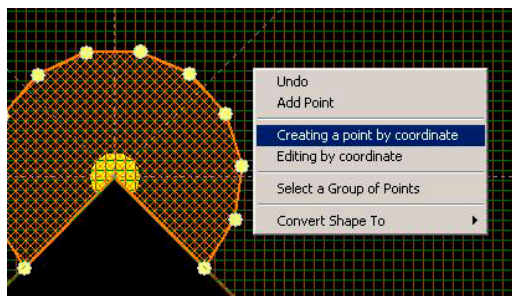 Undo
Add Point
Creating a point by coordinate
Editing by coordinate
Select a Group of Points
Convert Shape To